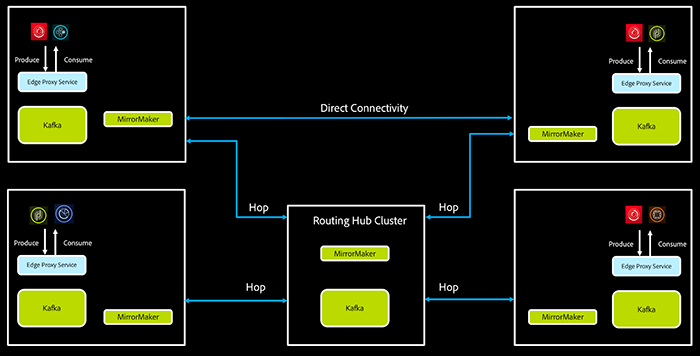 Produce Consume
Edge Proxy Service
Kafka
MirrorMaker
Direct Connectivity
Produce Consume
Edge Proxy Service
Kafka
MirrorMaker
Hop
Hop
Produce Consume
Edge Proxy Service
Kafka
MirrorMaker
Hop
Routing Hub Cluster
MirrorMaker
Kafka
Hop
Produce Consume
Edge Proxy Service
Kafka
MirrorMaker